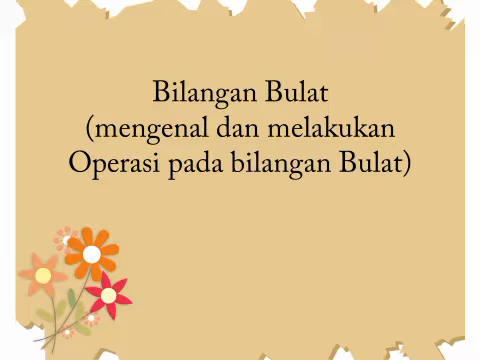 Bilangan Bulat
(mengenal dan melakukan
Operasi pada bilangan Bulat)